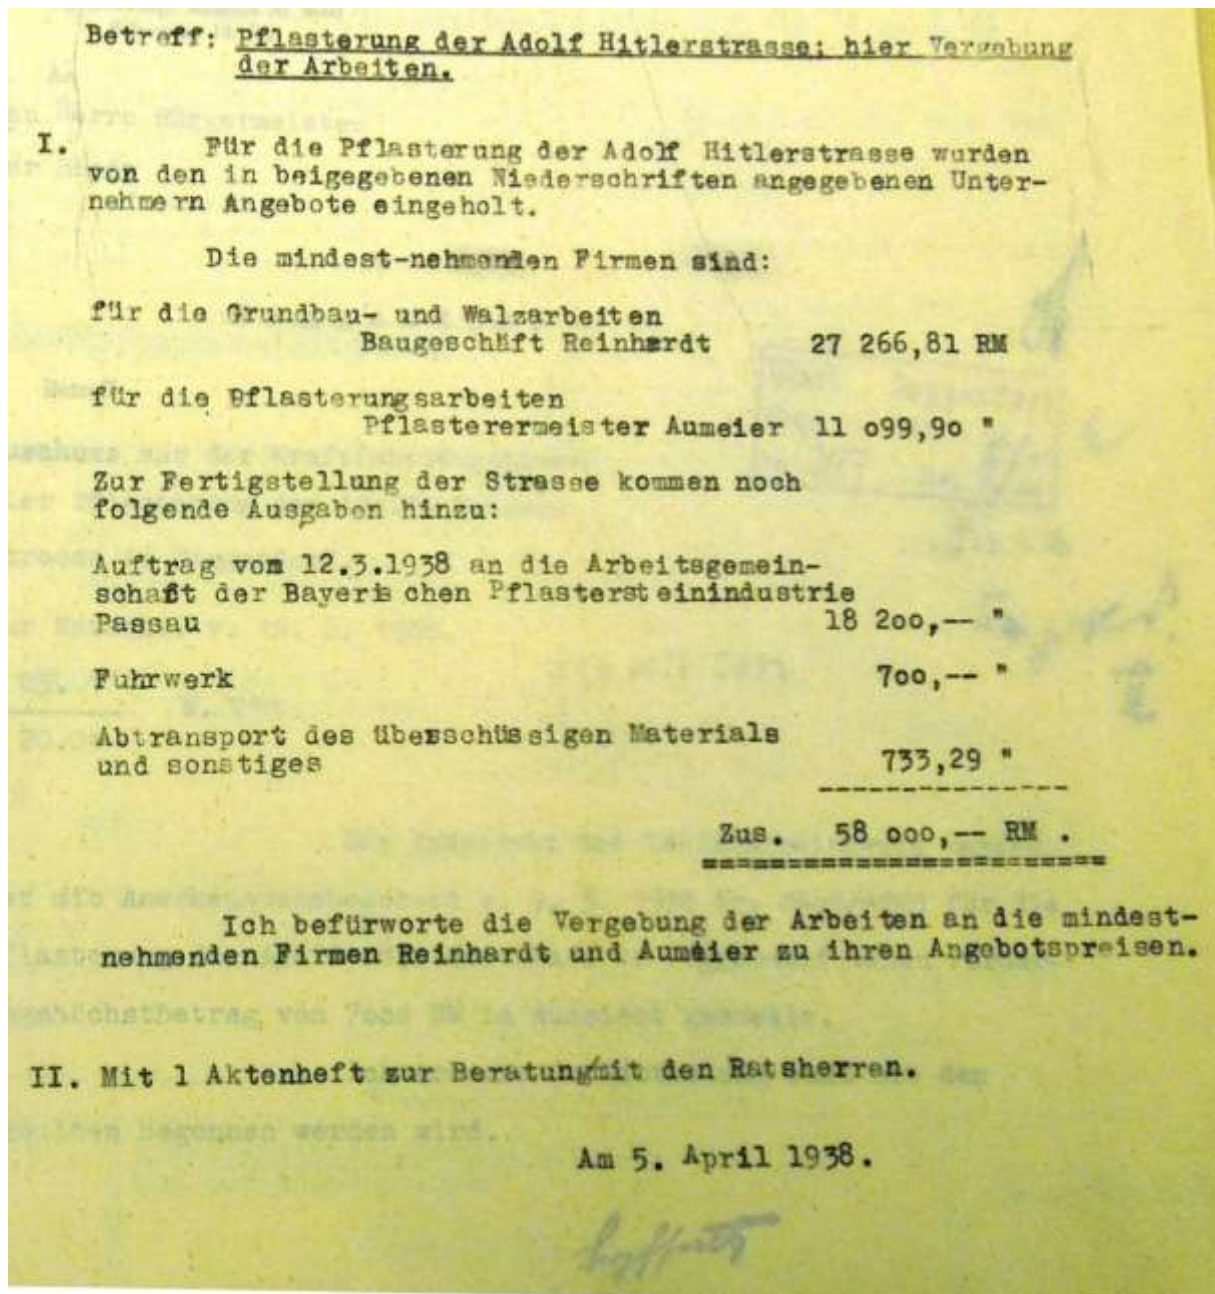 Betreff: Pflasterung der Adolf Hitlerstrasse; hier Vergebung
der Arbeiten.
I. Für die Pflasterung der Adolf Hitlerstrasse wurden
von den in beigegebenen Niederschriften angegebenen Unter-
nehmern Angebote eingeholt.
Die mindest-nehmenden Firmen sind:
für die Grundbau- und Walzarbeiten
Baugeschäft Reinhardt 27 266,81 RM
für die Pflasterungsarbeiten
Pflasterermeister Aumeier 11 o99,9o "
Zur Fertigstellung der Strasse kommen noch
folgende Ausgaben hinzu:
Auftrag vom 12.3.1938 an die Arbeitsgemein-
schaft der Bayerischen Pflastersteinindustrie
Passau 18 2oo,-- "
Fuhrwerk 7oo,-- "
Abtransport des überschüssigen Materials
und sonstiges 733,29 "
Zus. 58 ooo,-- RM .
Ich befürworte die Vergebung der Arbeiten an die mindest-
nehmenden Firmen Reinhardt und Aumeier zu ihren Angebotspreisen.
II. Mit 1 Aktenheft zur Beratung/mit den Ratsherren.
Am 5. April 1938.